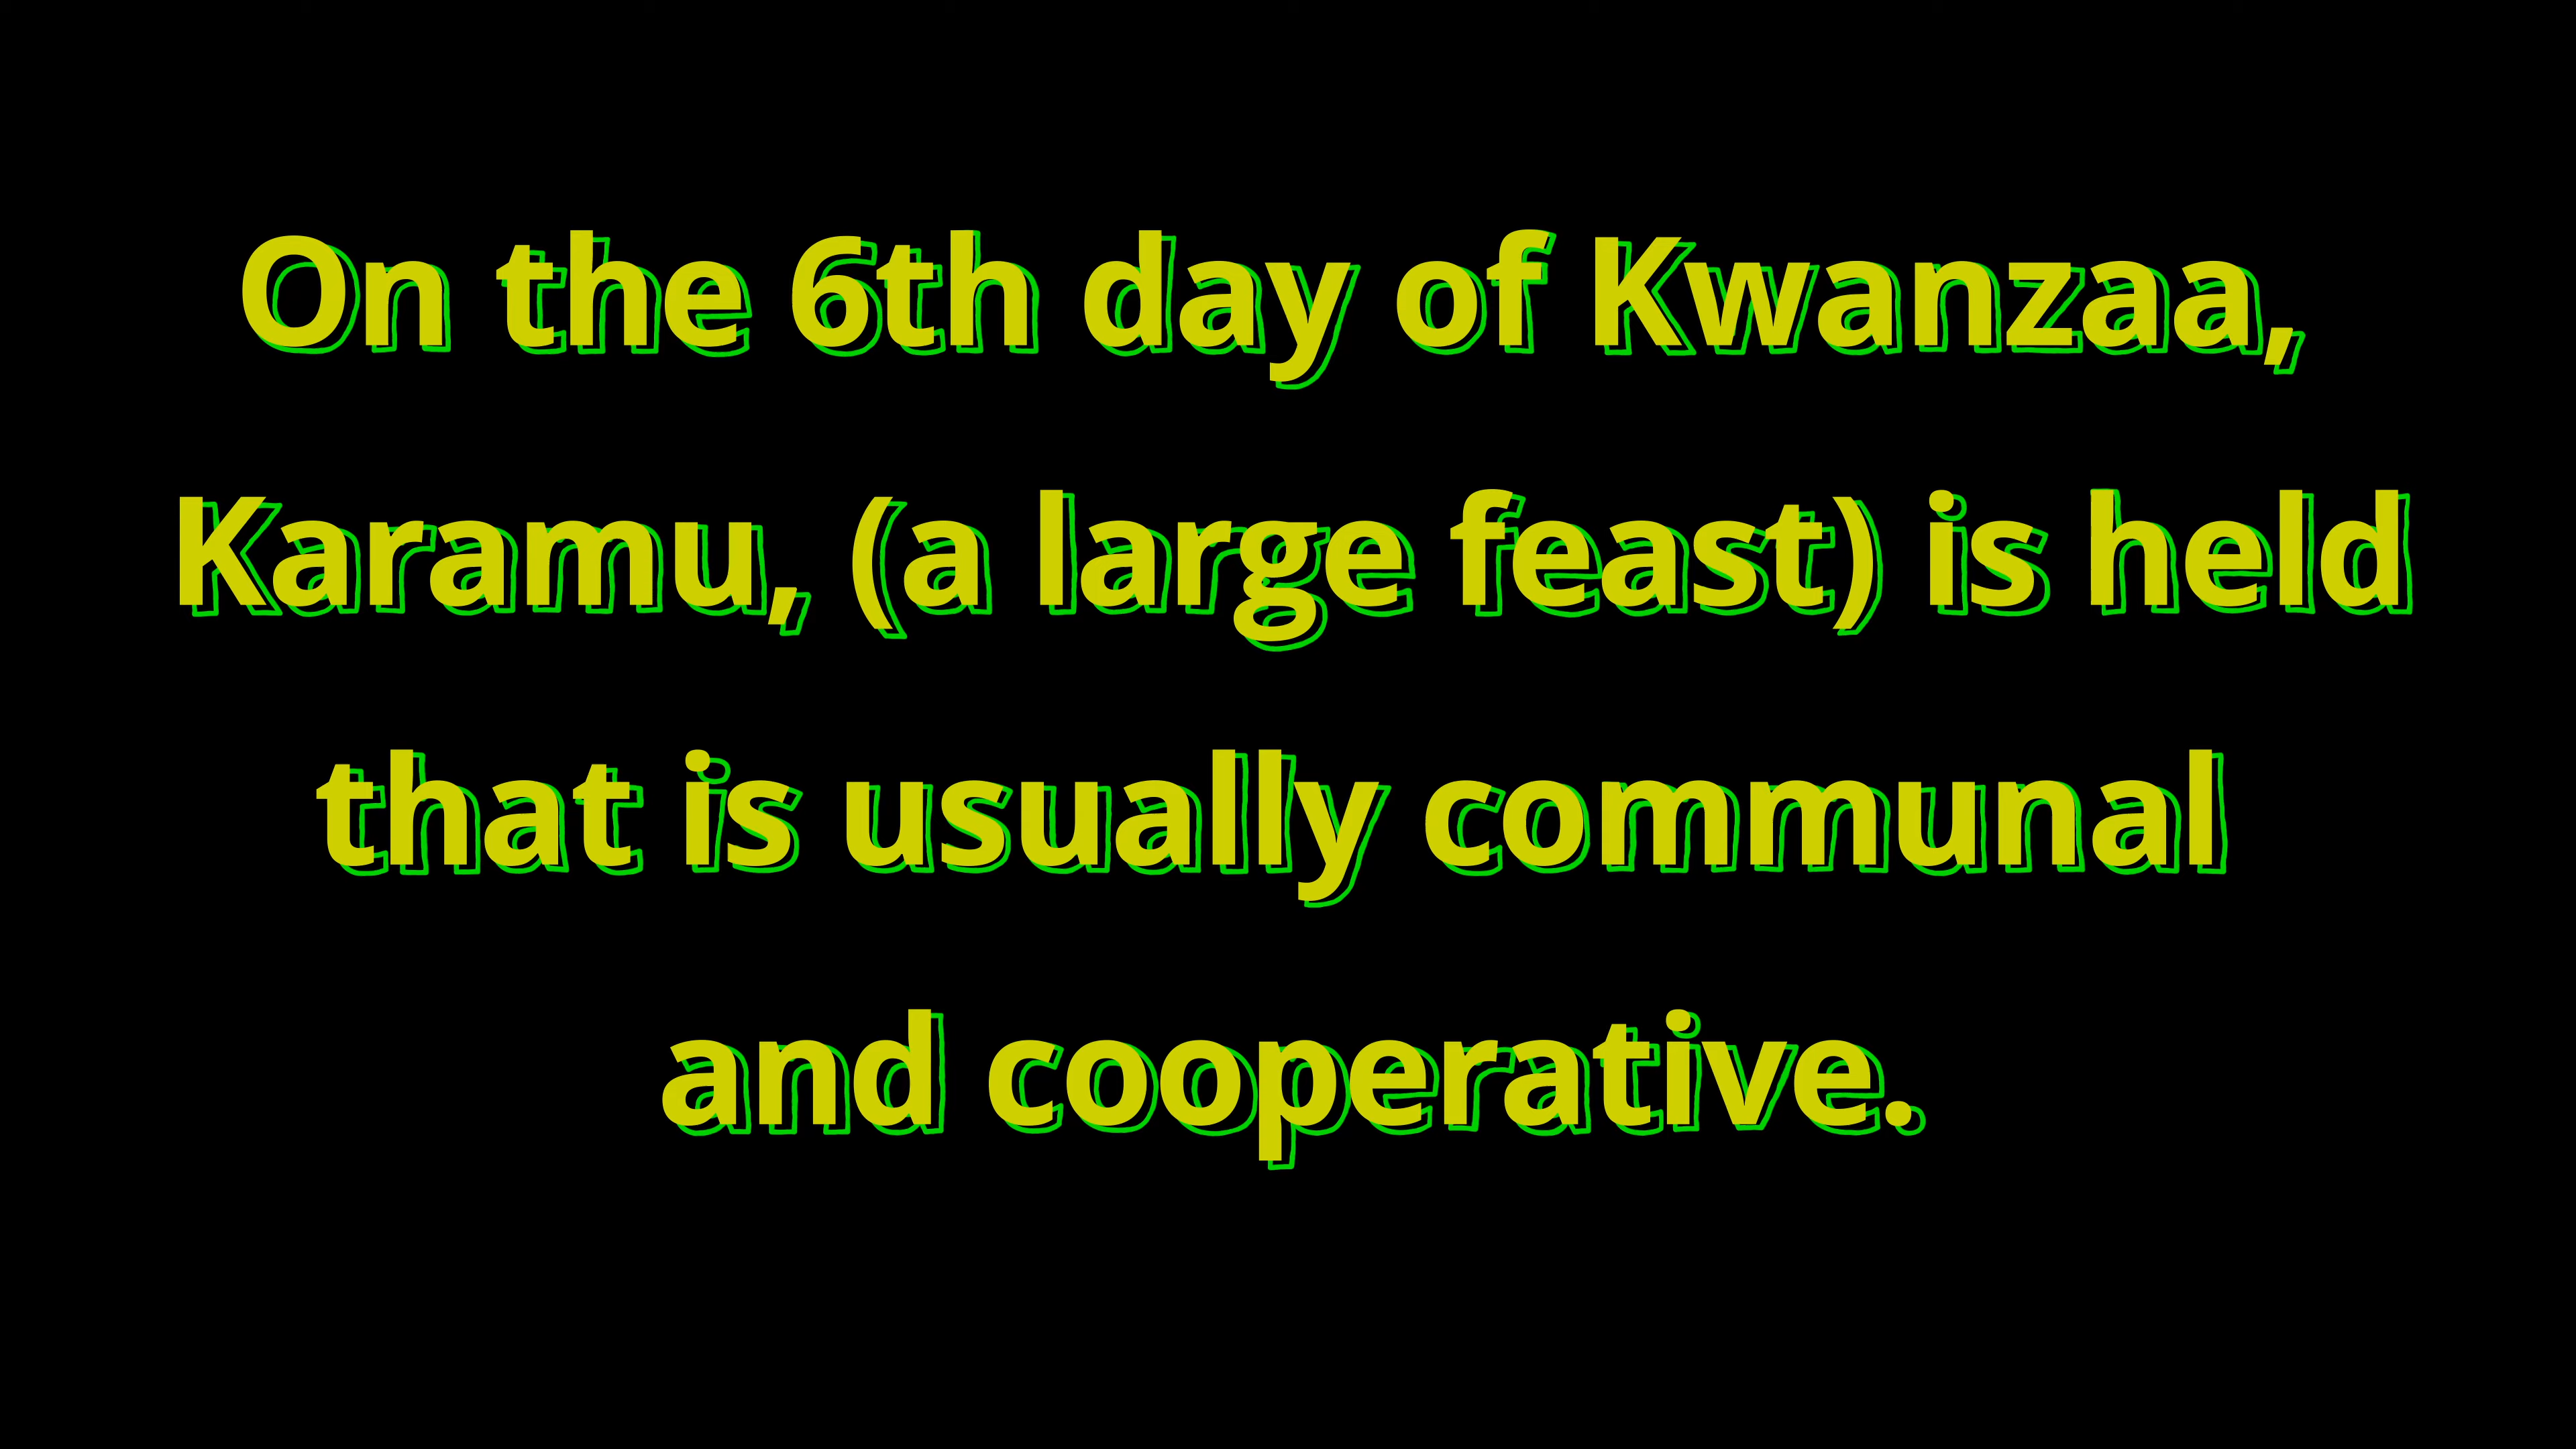 On the 6th day of Kwanzaa,
Karamu, (a large feast) is held
that is usually communal
and cooperative.